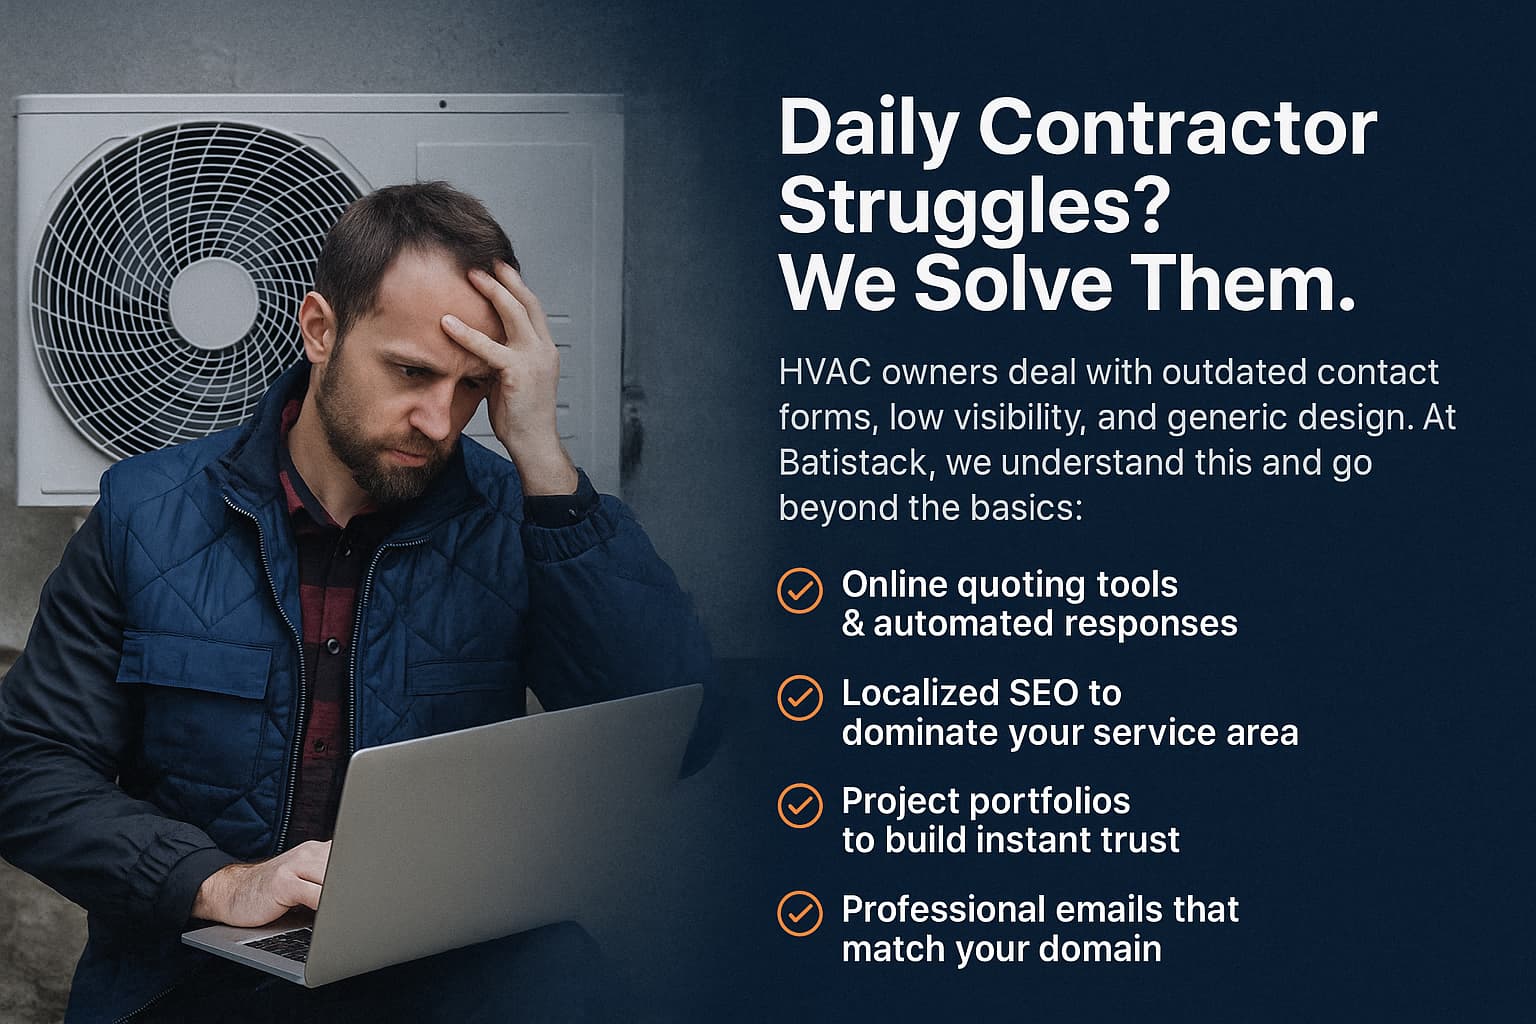 Daily Contractor
Struggles?
We Solve Them.
HVAC owners deal with outdated contact
forms, low visibility, and generic design. At
Batistack, we understand this and go
beyond the basics:
Online quoting tools
& automated responses
Localized SEO to
dominate your service area
Project portfolios
to build instant trust
Professional emails that
match your domain